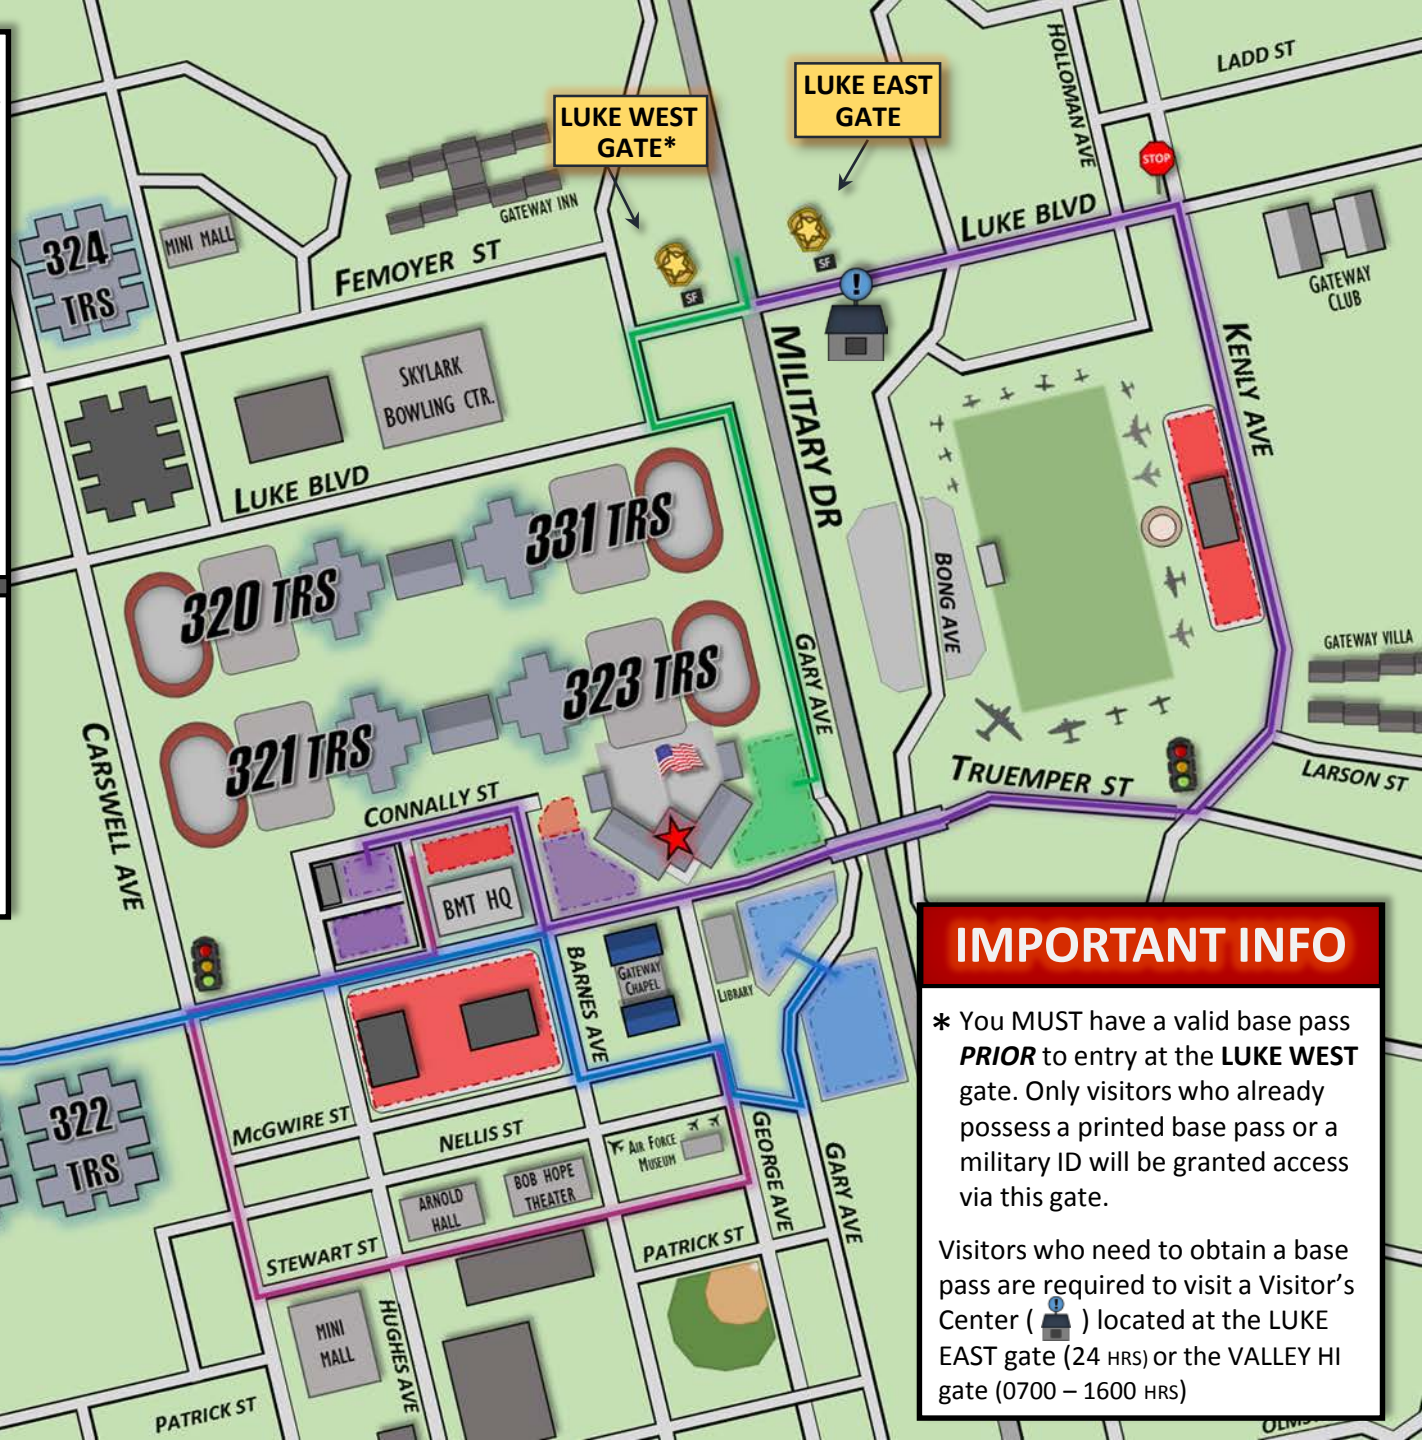 LADD ST
HOLLOMAN AVE
LUKE EAST
GATE
LUKE WEST
GATE*
STOP
GATEWAY INN
LUKE BLVD
324
TRS
MINI MALL
FEMOYER ST
SF
SF
GATEWAY
CLUB
MILITARY DR
KENLY AVE
SKYLARK
BOWLING CTR.
LUKE BLVD
331 TRS
320 TRS
BONG AVE
GARY AVE
GATEWAY VILLA
323 TRS
321 TRS
CARSWELL AVE
CONNALLY ST
TRUEMPER ST
LARSON ST
BMT HQ
BARNES AVE
GATEWAY
CHAPEL
LIBRARY
322
TRS
MCGWIRE ST
NELLIS ST
AIR FORCE
MUSEUM
GEORGE AVE
GARY AVE
ARNOLD
HALL
BOB HOPE
THEATER
STEWART ST
PATRICK ST
MINI
MALL
HUGHES AVE
PATRICK ST
IMPORTANT INFO
* You MUST have a valid base pass
PRIOR to entry at the LUKE WEST
gate. Only visitors who already
possess a printed base pass or a
military ID will be granted access
via this gate.
Visitors who need to obtain a base
pass are required to visit a Visitor's
Center ( ! ) located at the LUKE
EAST gate (24 HRS) or the VALLEY HI
gate (0700 – 1600 HRS)